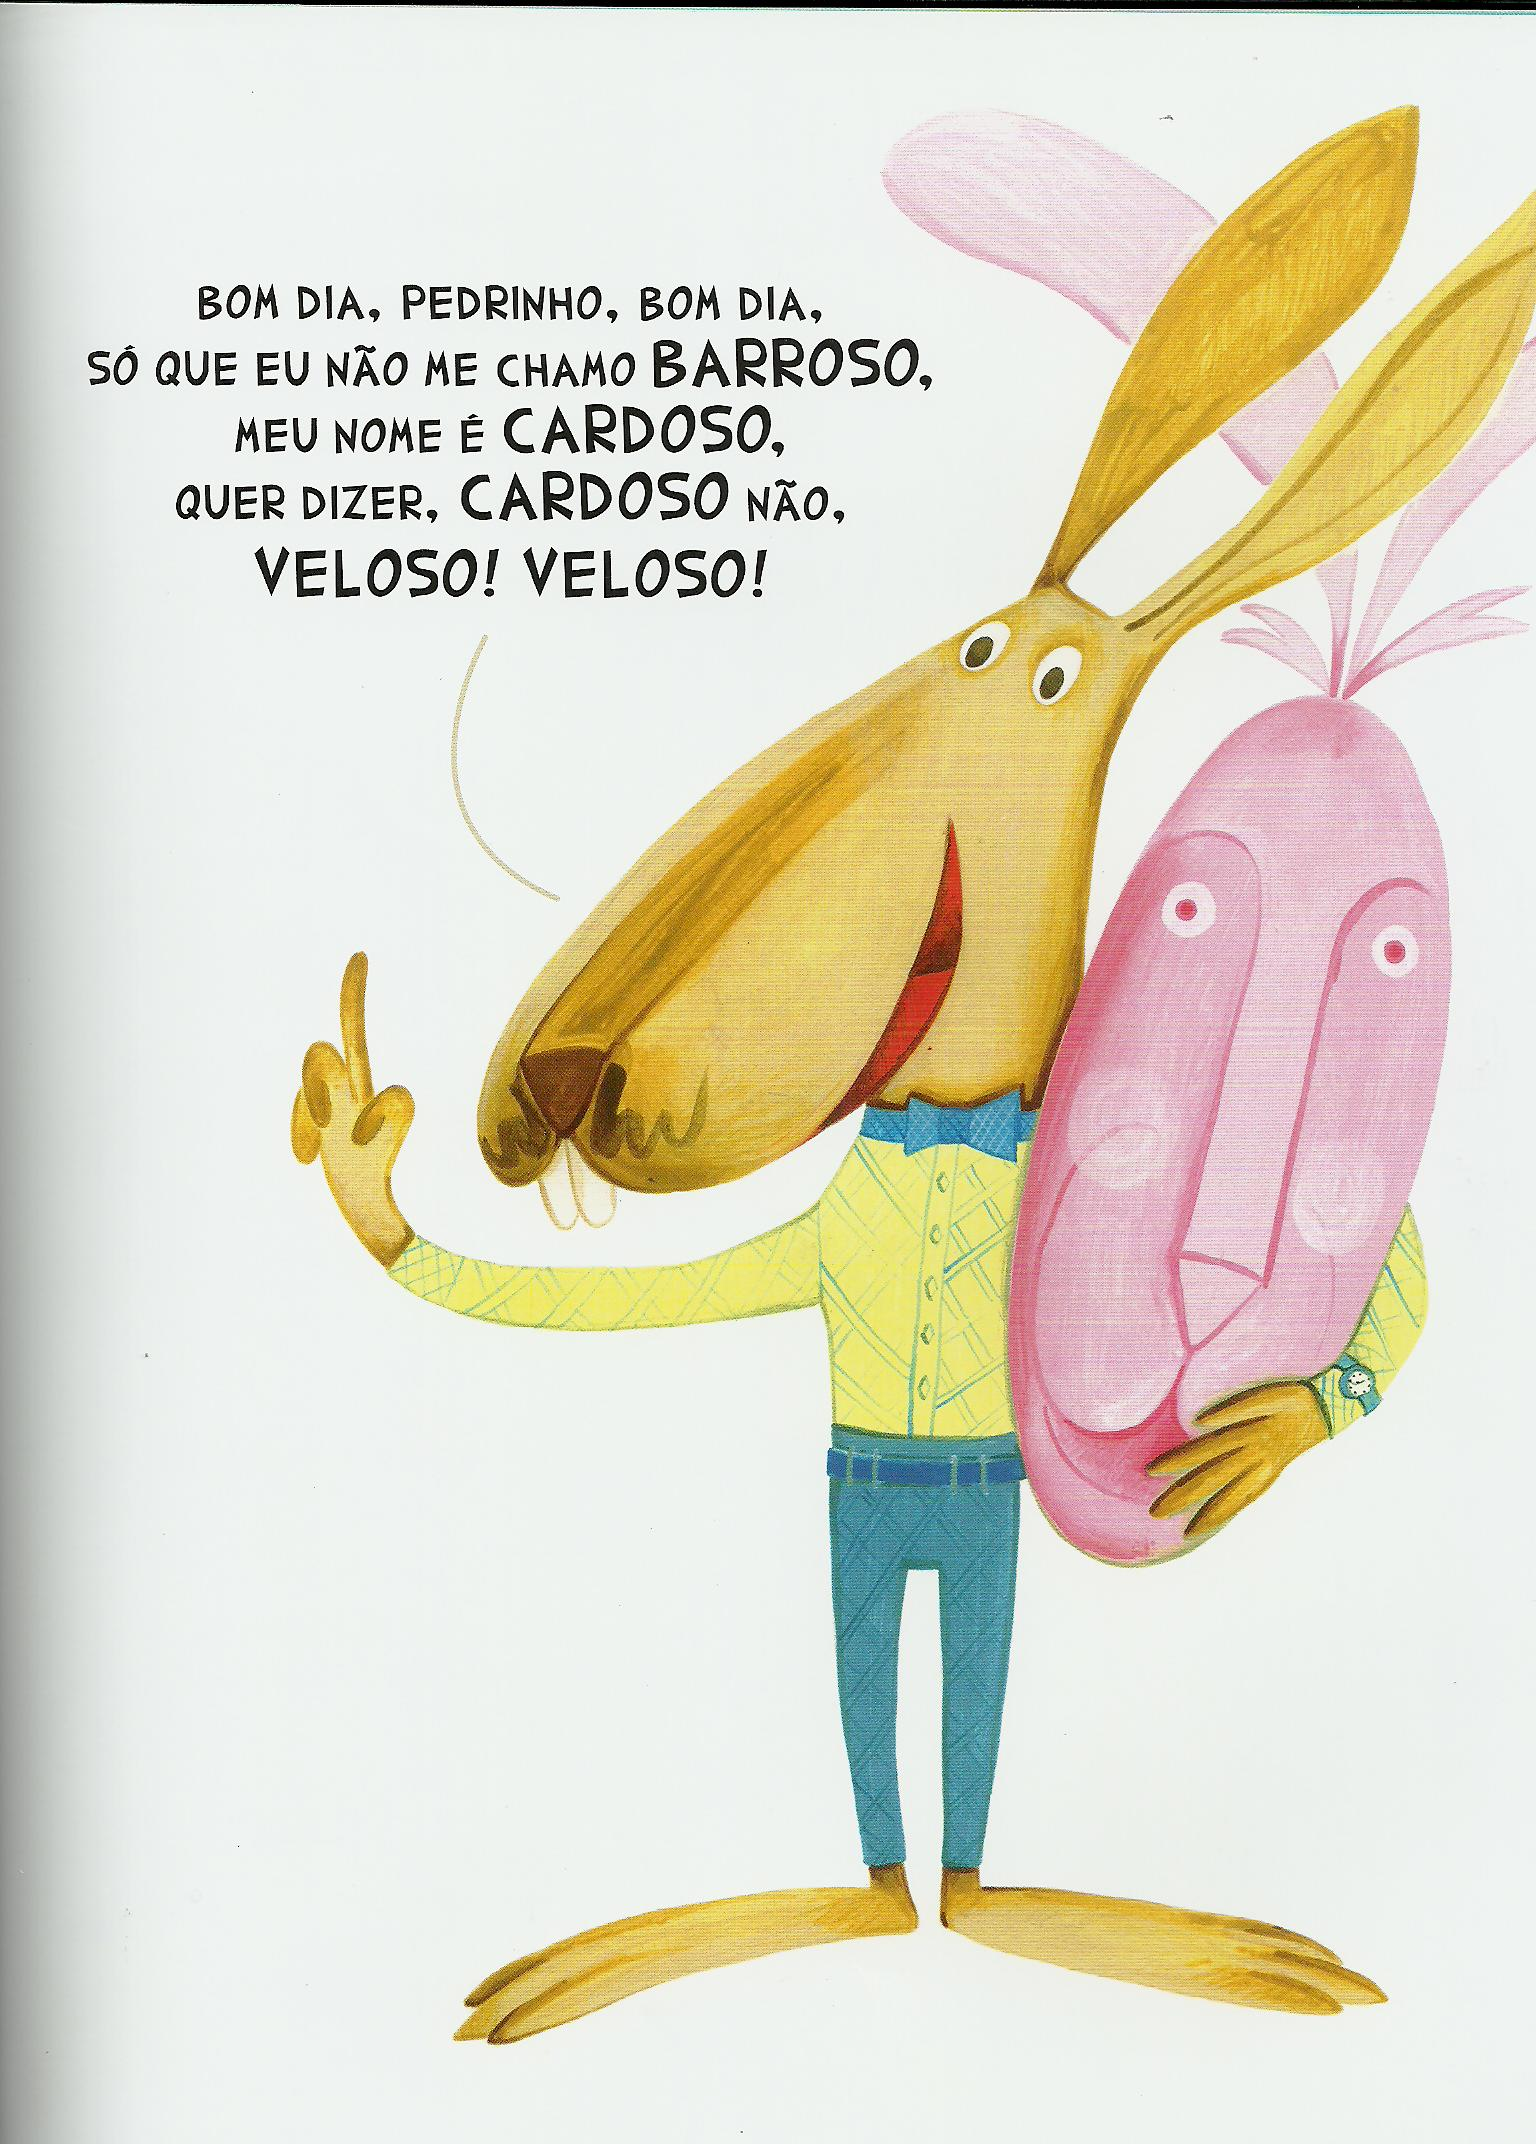 BOM DIA, PEDRINHO, BOM DIA,
SÓ QUE EU NÃO ME CHAMO BARROSO,
MEU NOME É CARDOSO,
QUER DIZER, CARDOSO NÃO,
VELOSO! VELOSO!